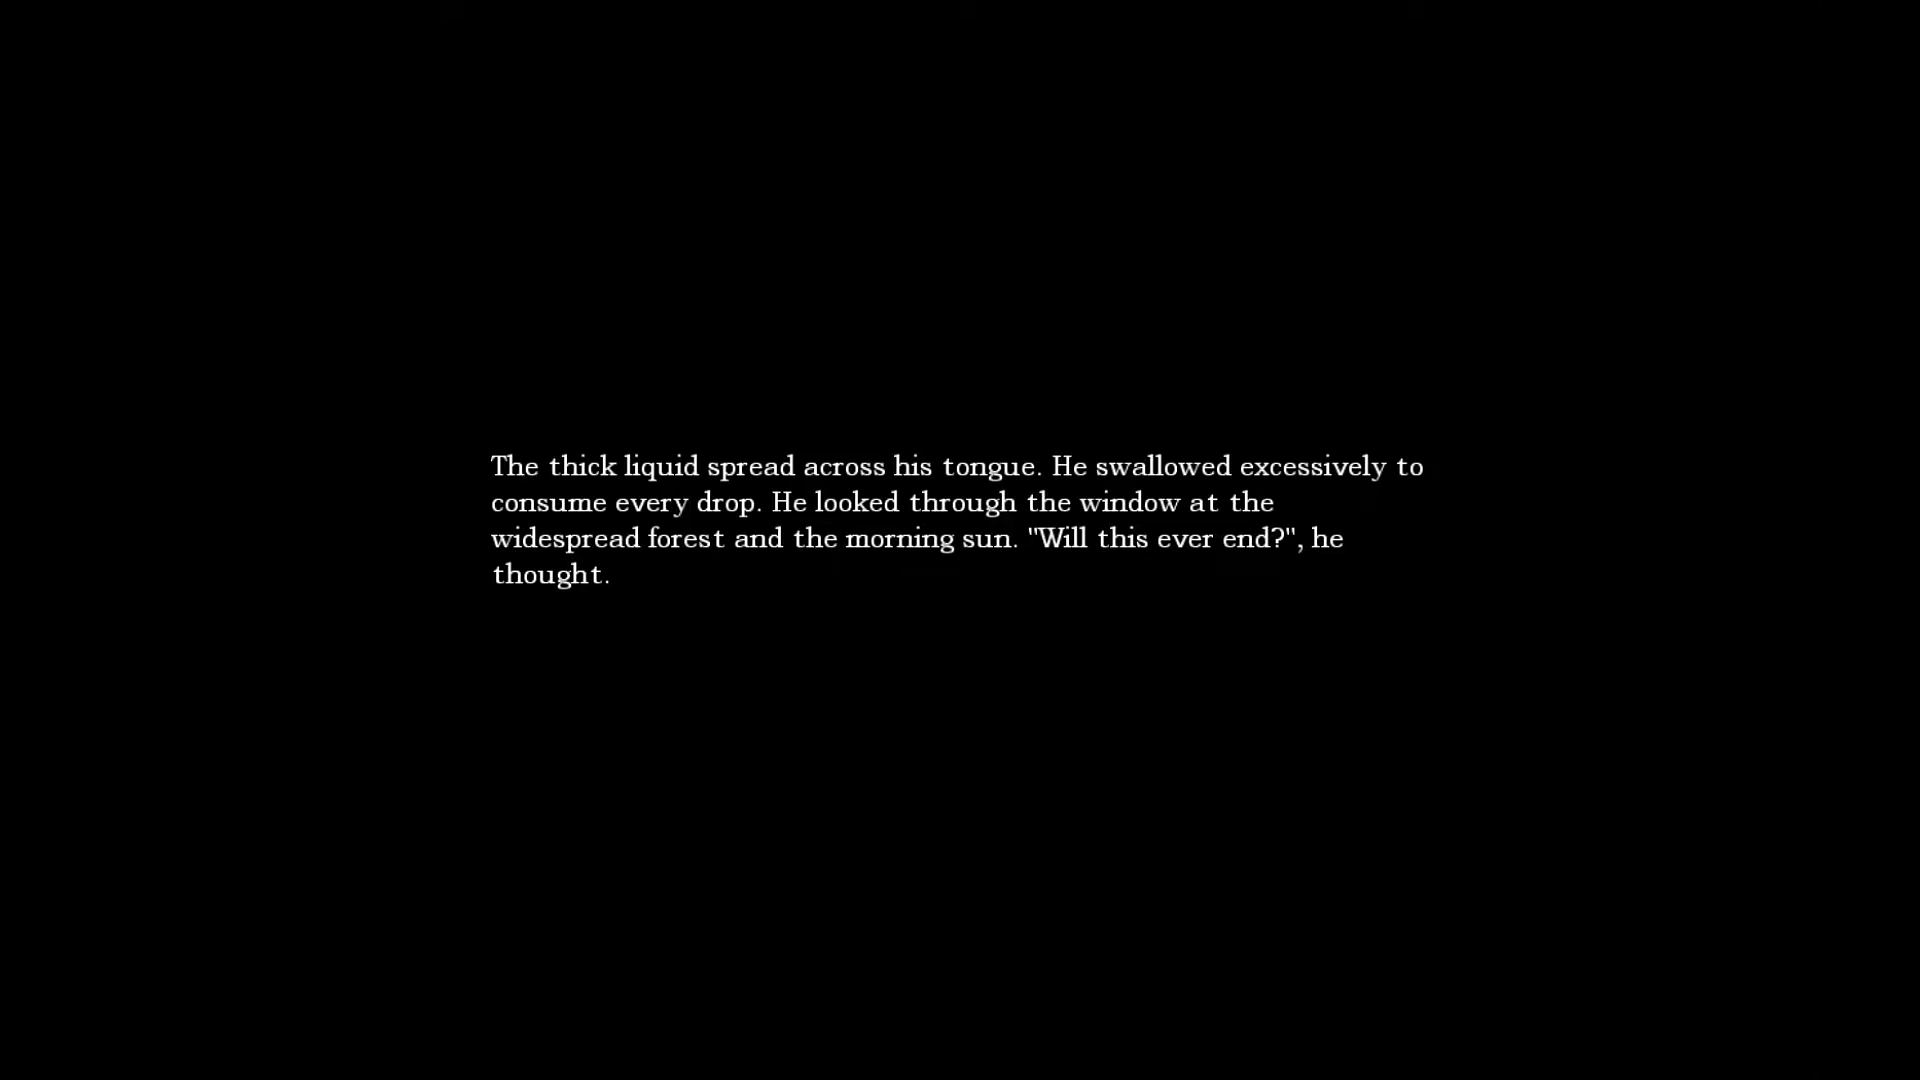 The thick liquid spread across his tongue. He swallowed excessively to
consume every drop. He looked through the window at the
widespread forest and the morning sun. "Will this ever end?", he
thought.